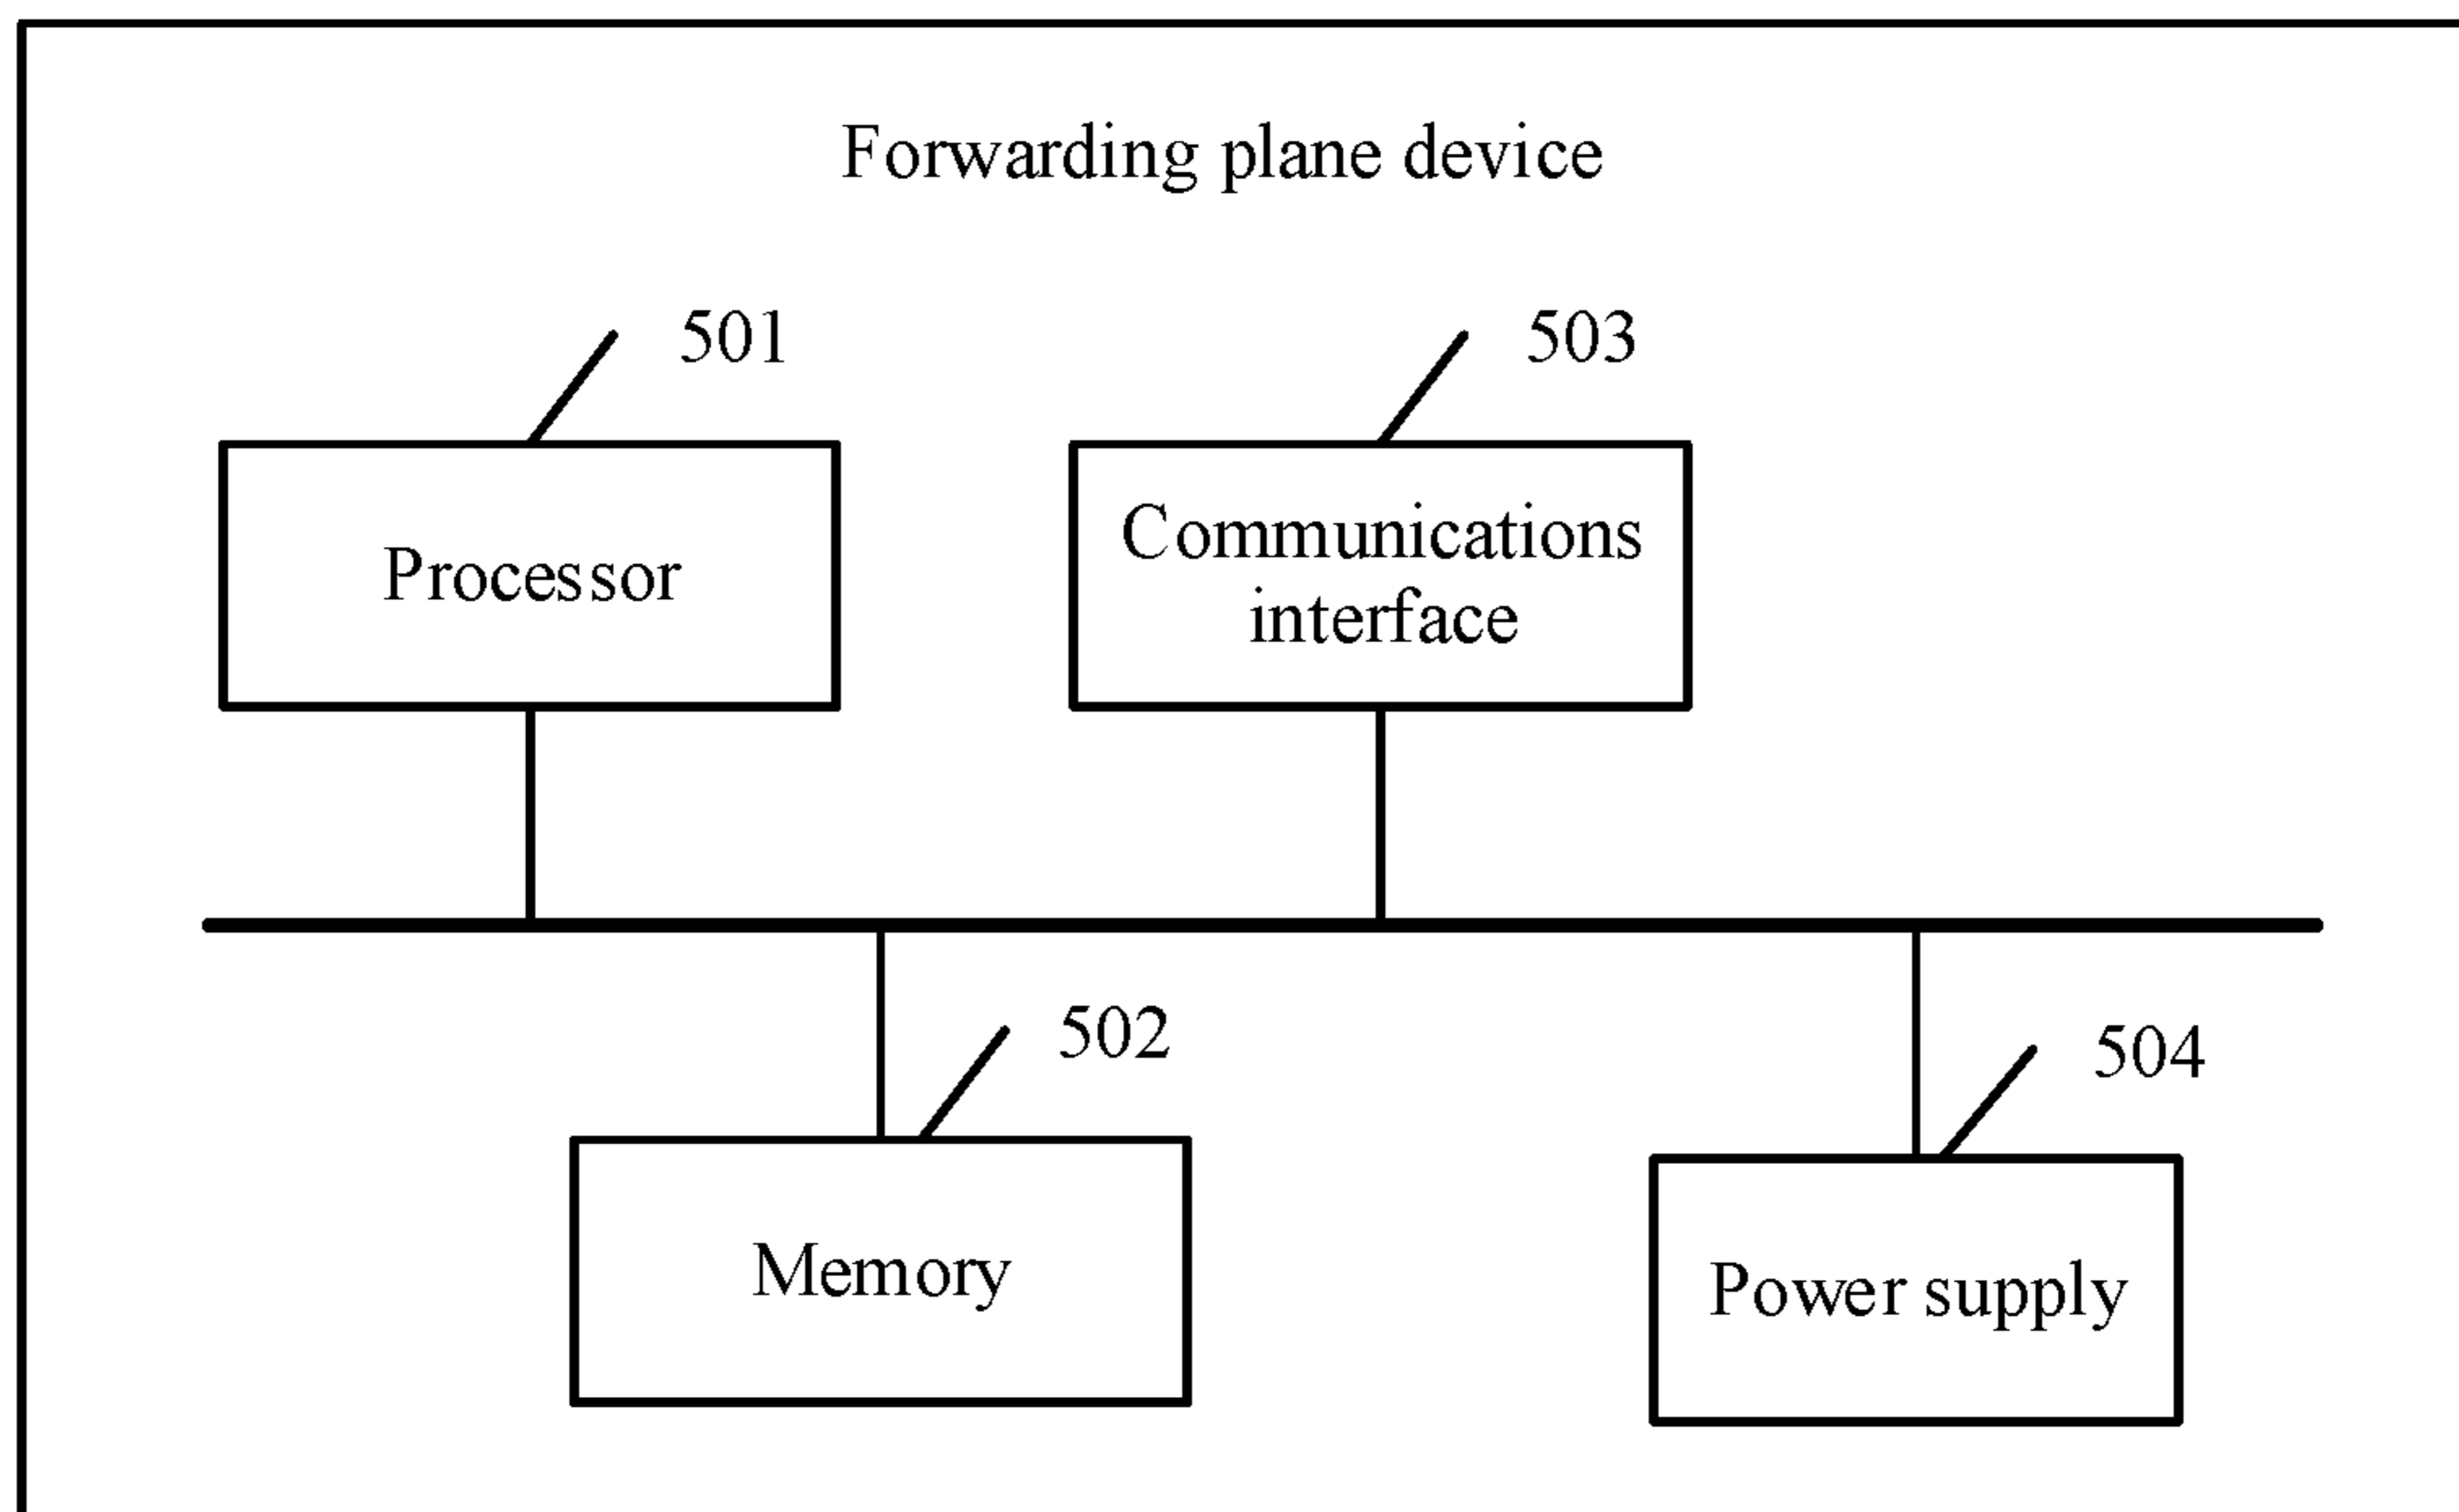 Forwarding plane device
501
503
Processor
Communications
interface
502
504
Memory
Power supply